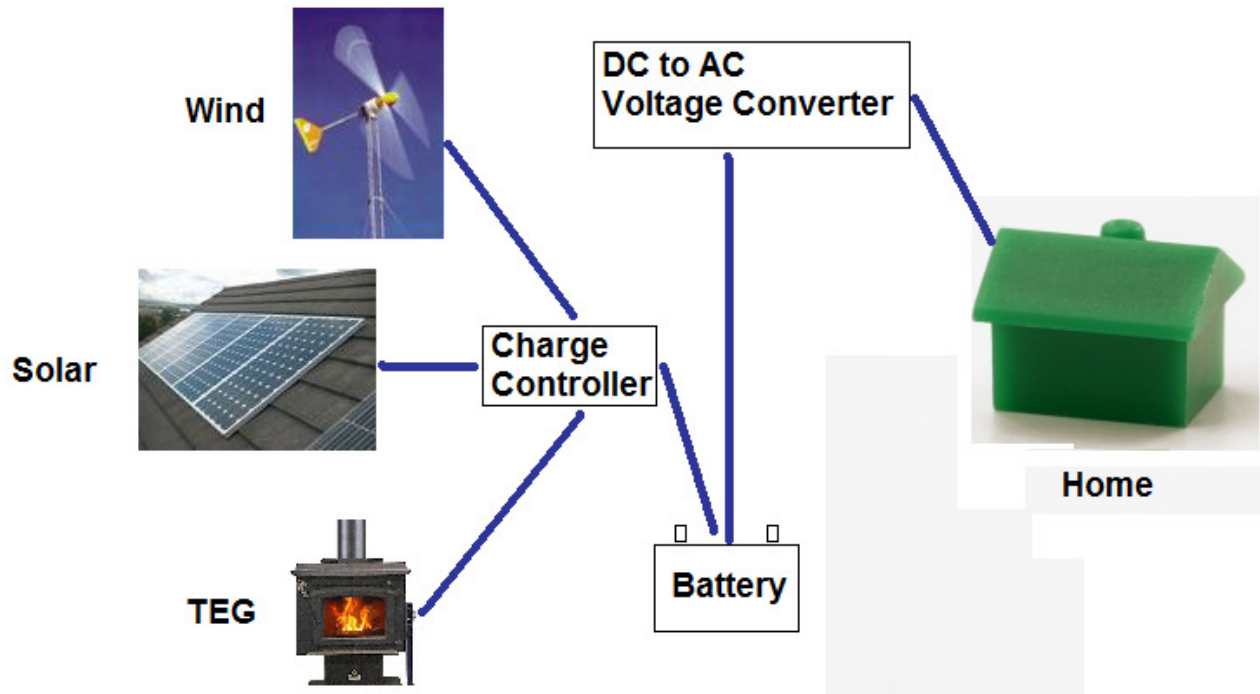 Wind
DC to AC
Voltage Converter
Solar
Charge
Controller
Home
TEG
Battery